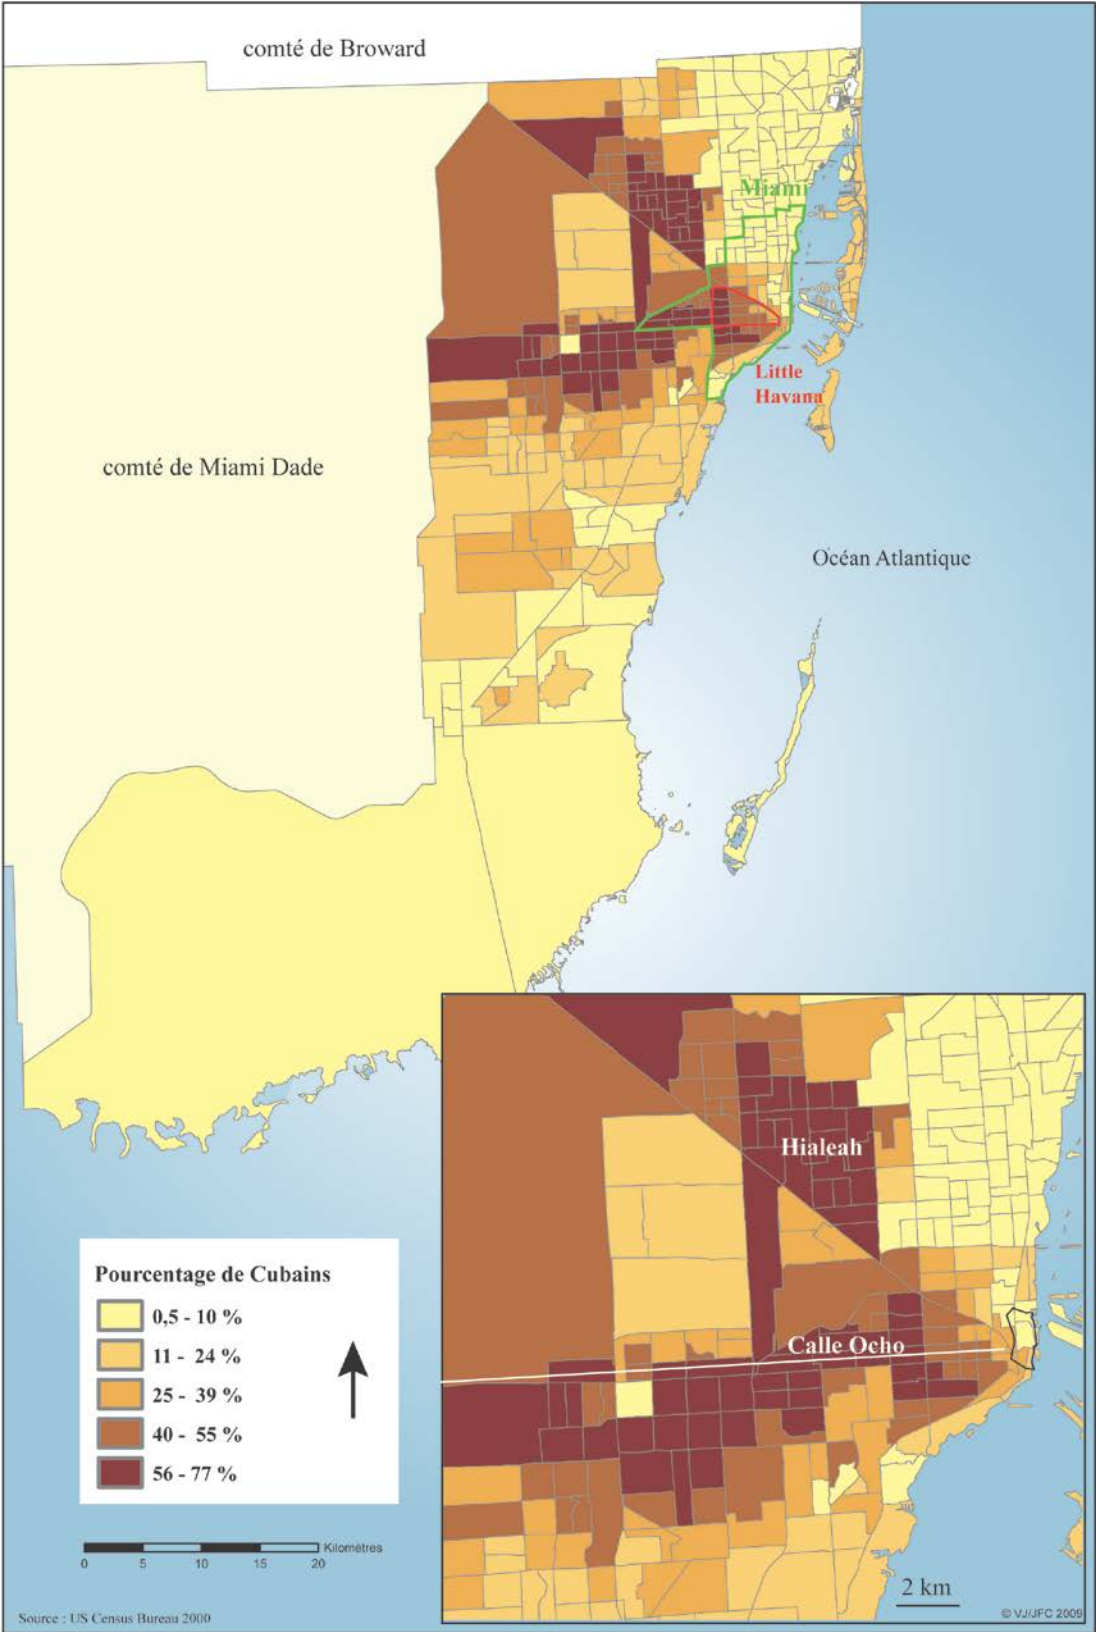 comté de Broward
Miami
Little
Havana
comté de Miami Dade
Océan Atlantique
Hialeah
Calle Ocho
2 km
© VJ/JFC 2009
Pourcentage de Cubains
0,5 - 10 %
11 - 24 %
25 - 39 %
40 - 55 %
56 - 77 %
Kilomètres
0 5 10 15 20
Source : US Census Bureau 2000